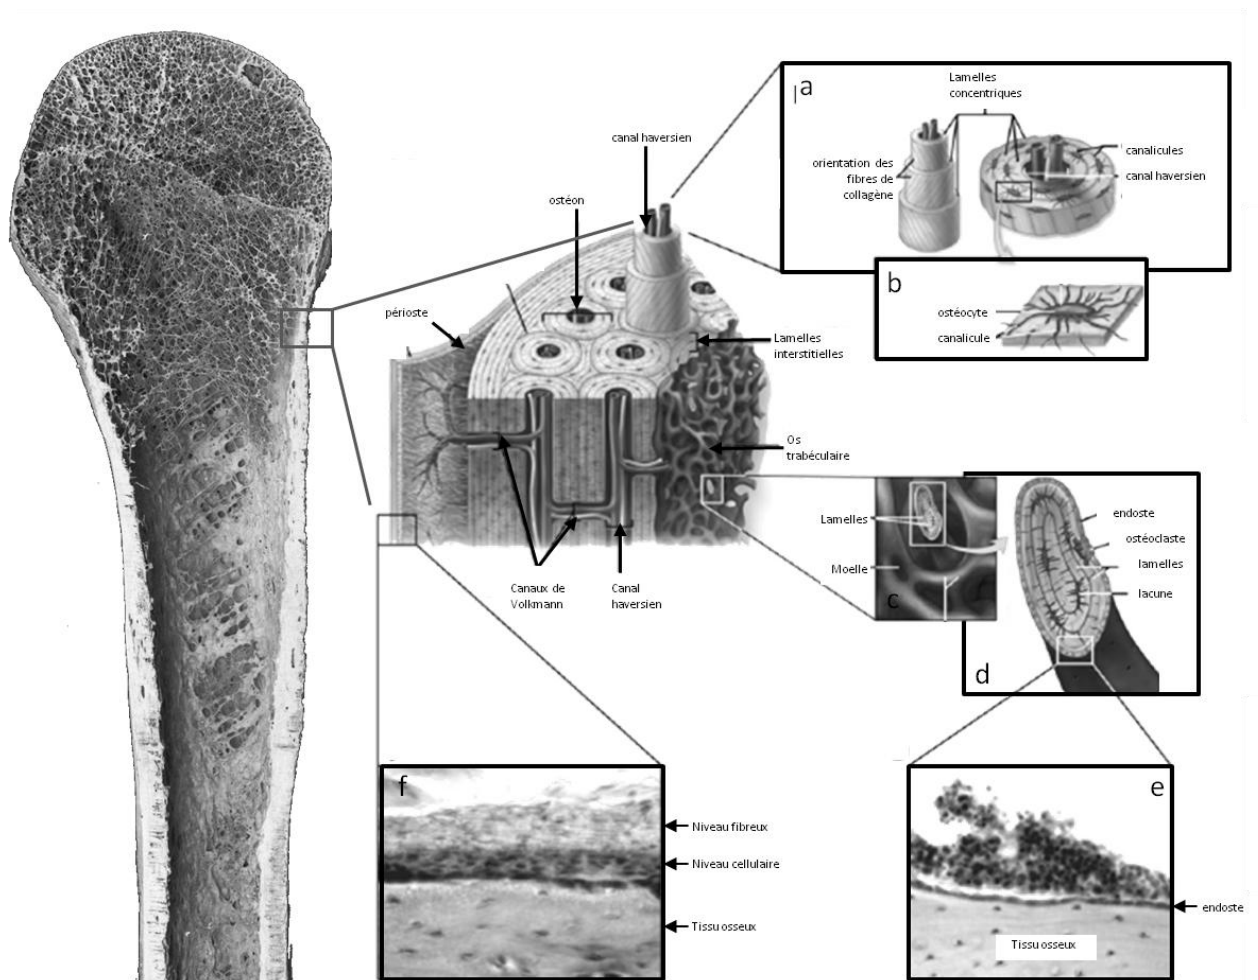 a
Lamelles
concentriques
orientation des
fibres de
collagène
canalicules
canal haversien
b
ostéocyte
canalicule
canal haversien
ostéon
périoste
Lamelles
interstitielles
Os
trabéculaire
Canaux de
Volkmann
Canal
haversien
Lamelles
Moelle
c
endoste
ostéoclaste
lamelles
lacune
d
f
Niveau fibreux
Niveau cellulaire
Tissu osseux
e
endoste
Tissu osseux